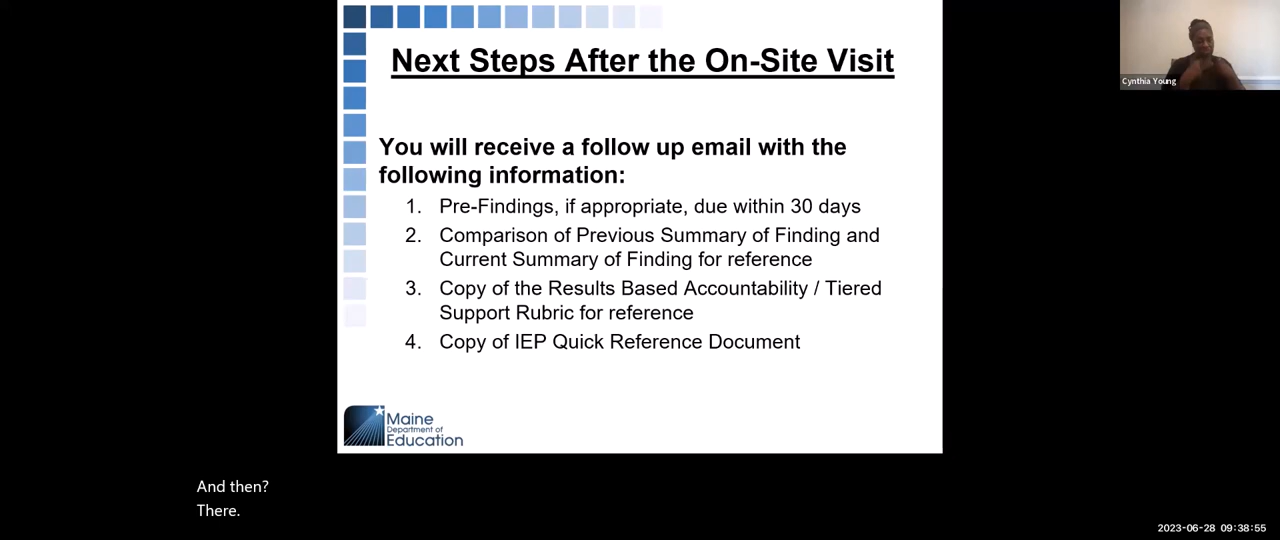 Next Steps After the On-Site Visit
Cynthia Young
You will receive a follow up email with the
following information:
1. Pre-Findings, if appropriate, due within 30 days
2. Comparison of Previous Summary of Finding and
Current Summary of Finding for reference
3. Copy of the Results Based Accountability / Tiered
Support Rubric for reference
4. Copy of IEP Quick Reference Document
Maine
Department of
Education
And then?
There.
2023-06-28 09:38:55